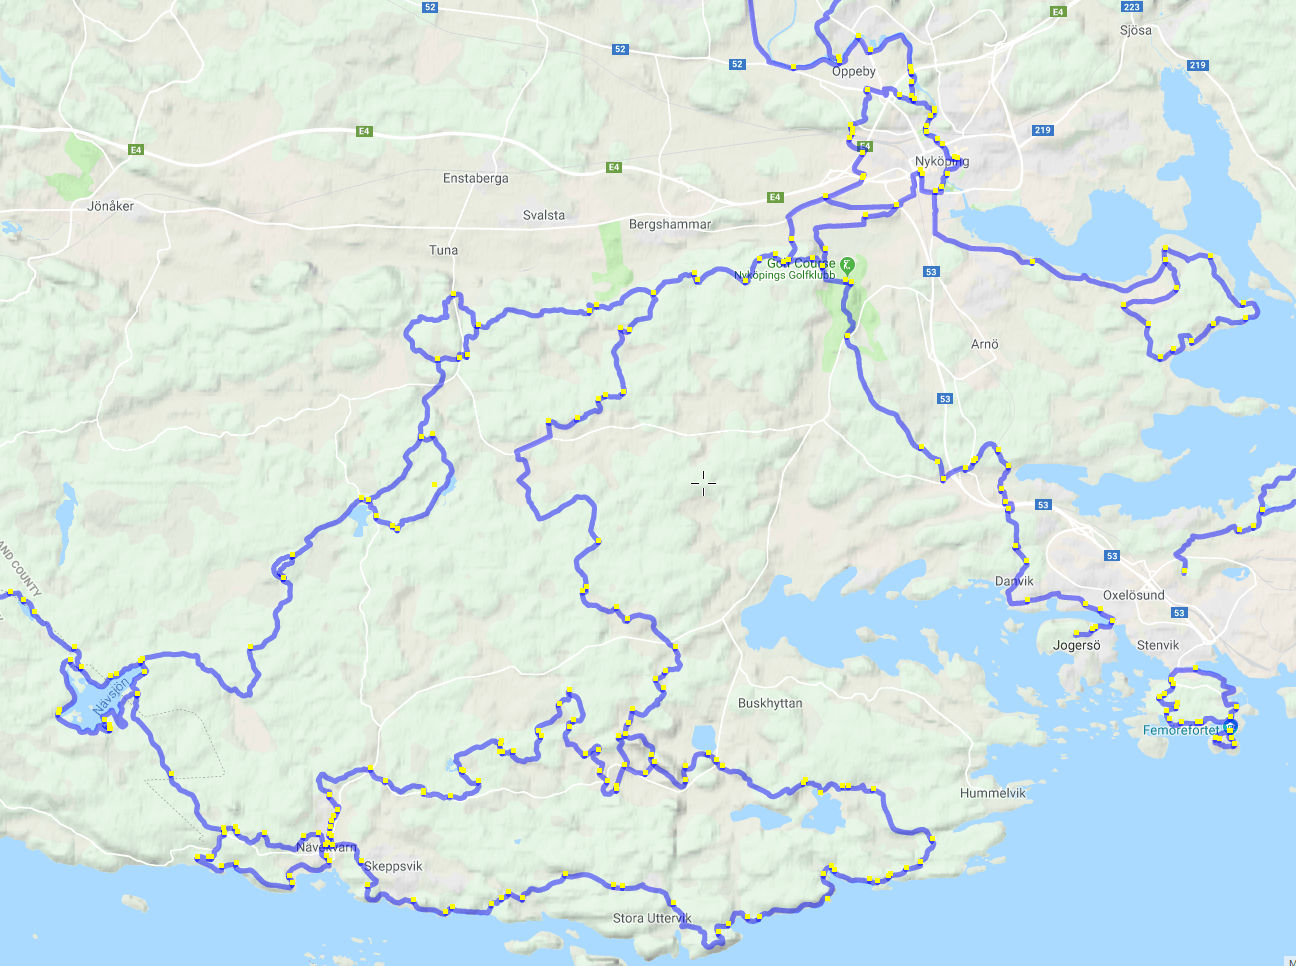 52
223
E4
Sjösa
52
52
219
Oppeby
E4
219
E4
E4
Nyköping
E4
Enstaberga
E4
Jönåker
Svalsta
Bergshammar
Tuna
Golf Course
Nyköpings Golfklubb
53
Arnö
53
53
AND COUNTY
53
Danvik
Oxelösund
53
Jogersö
Stenvik
Nävsjön
Buskhyttan
Femörefortet
Hummelvik
Nävekvarn
Skeppsvik
Stora Uttervik
M